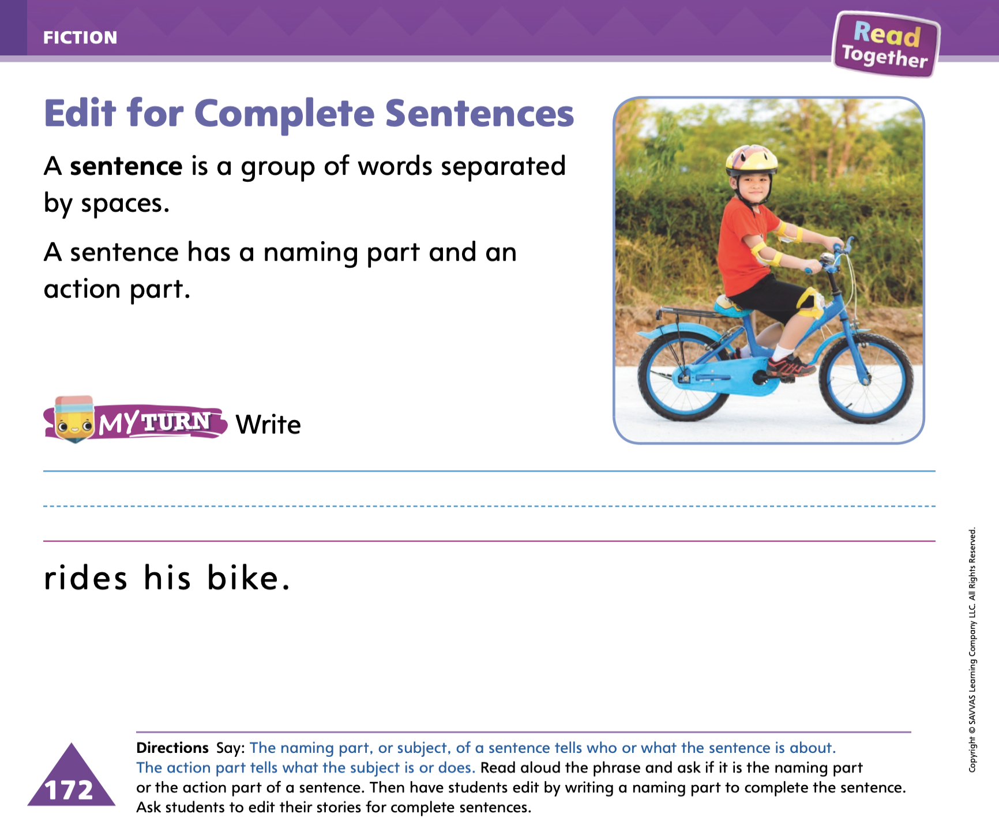 FICTION
Read
Together
Edit for Complete Sentences
A sentence is a group of words separated
by spaces.
A sentence has a naming part and an
action part.
MY TURN Write
rides his bike.
Directions Say: The naming part, or subject, of a sentence tells who or what the sentence is about.
The action part tells what the subject is or does. Read aloud the phrase and ask if it is the naming part
or the action part of a sentence. Then have students edit by writing a naming part to complete the sentence.
Ask students to edit their stories for complete sentences.
172
Copyright © SAVVAS Learning Company LLC. All Rights Reserved.